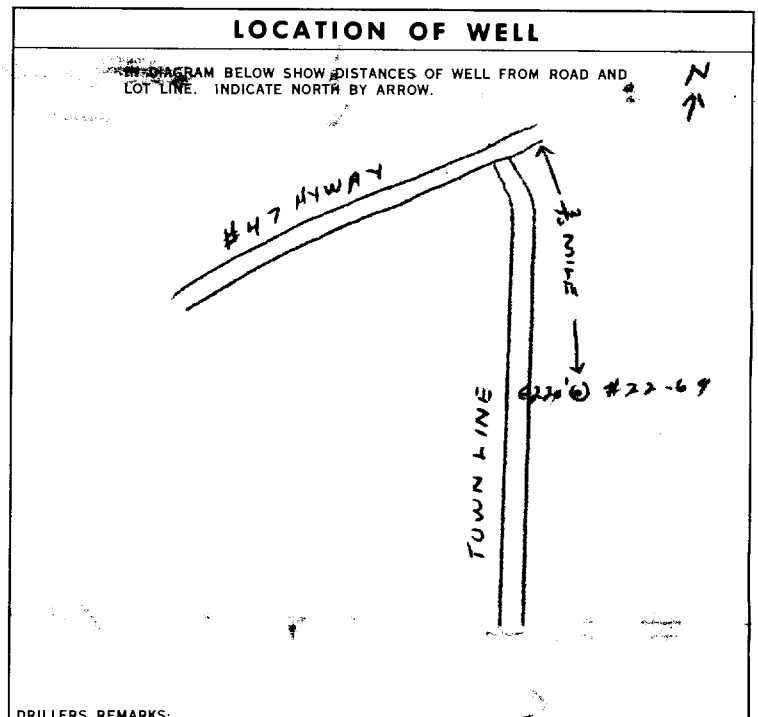 LOCATION OF WELL
IN DIAGRAM BELOW SHOW DISTANCES OF WELL FROM ROAD AND
LOT LINE. INDICATE NORTH BY ARROW.
N
#47 HYWAY
MILE
#22-69
TOWN LINE
DRILLERS REMARKS: